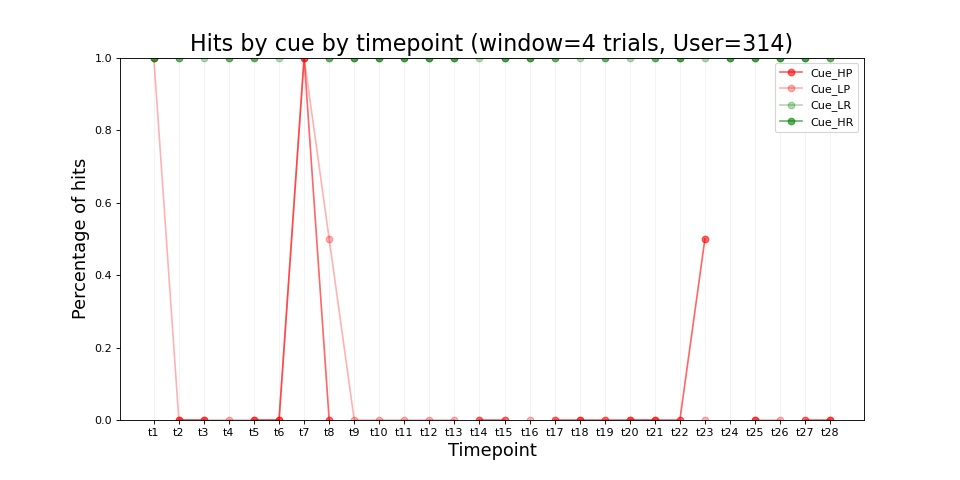 Hits by cue by timepoint (window=4 trials, User=314)
1.0
0.8
0.6
0.4
0.2
0.0
Percentage of hits
Cue_HP
Cue_LP
Cue_LR
Cue_HR
t1 t2 t3 t4 t5 t6 t7 t8 t9 t10 t11 t12 t13 t14 t15 t16 t17 t18 t19 t20 t21 t22 t23 t24 t25 t26 t27 t28
Timepoint